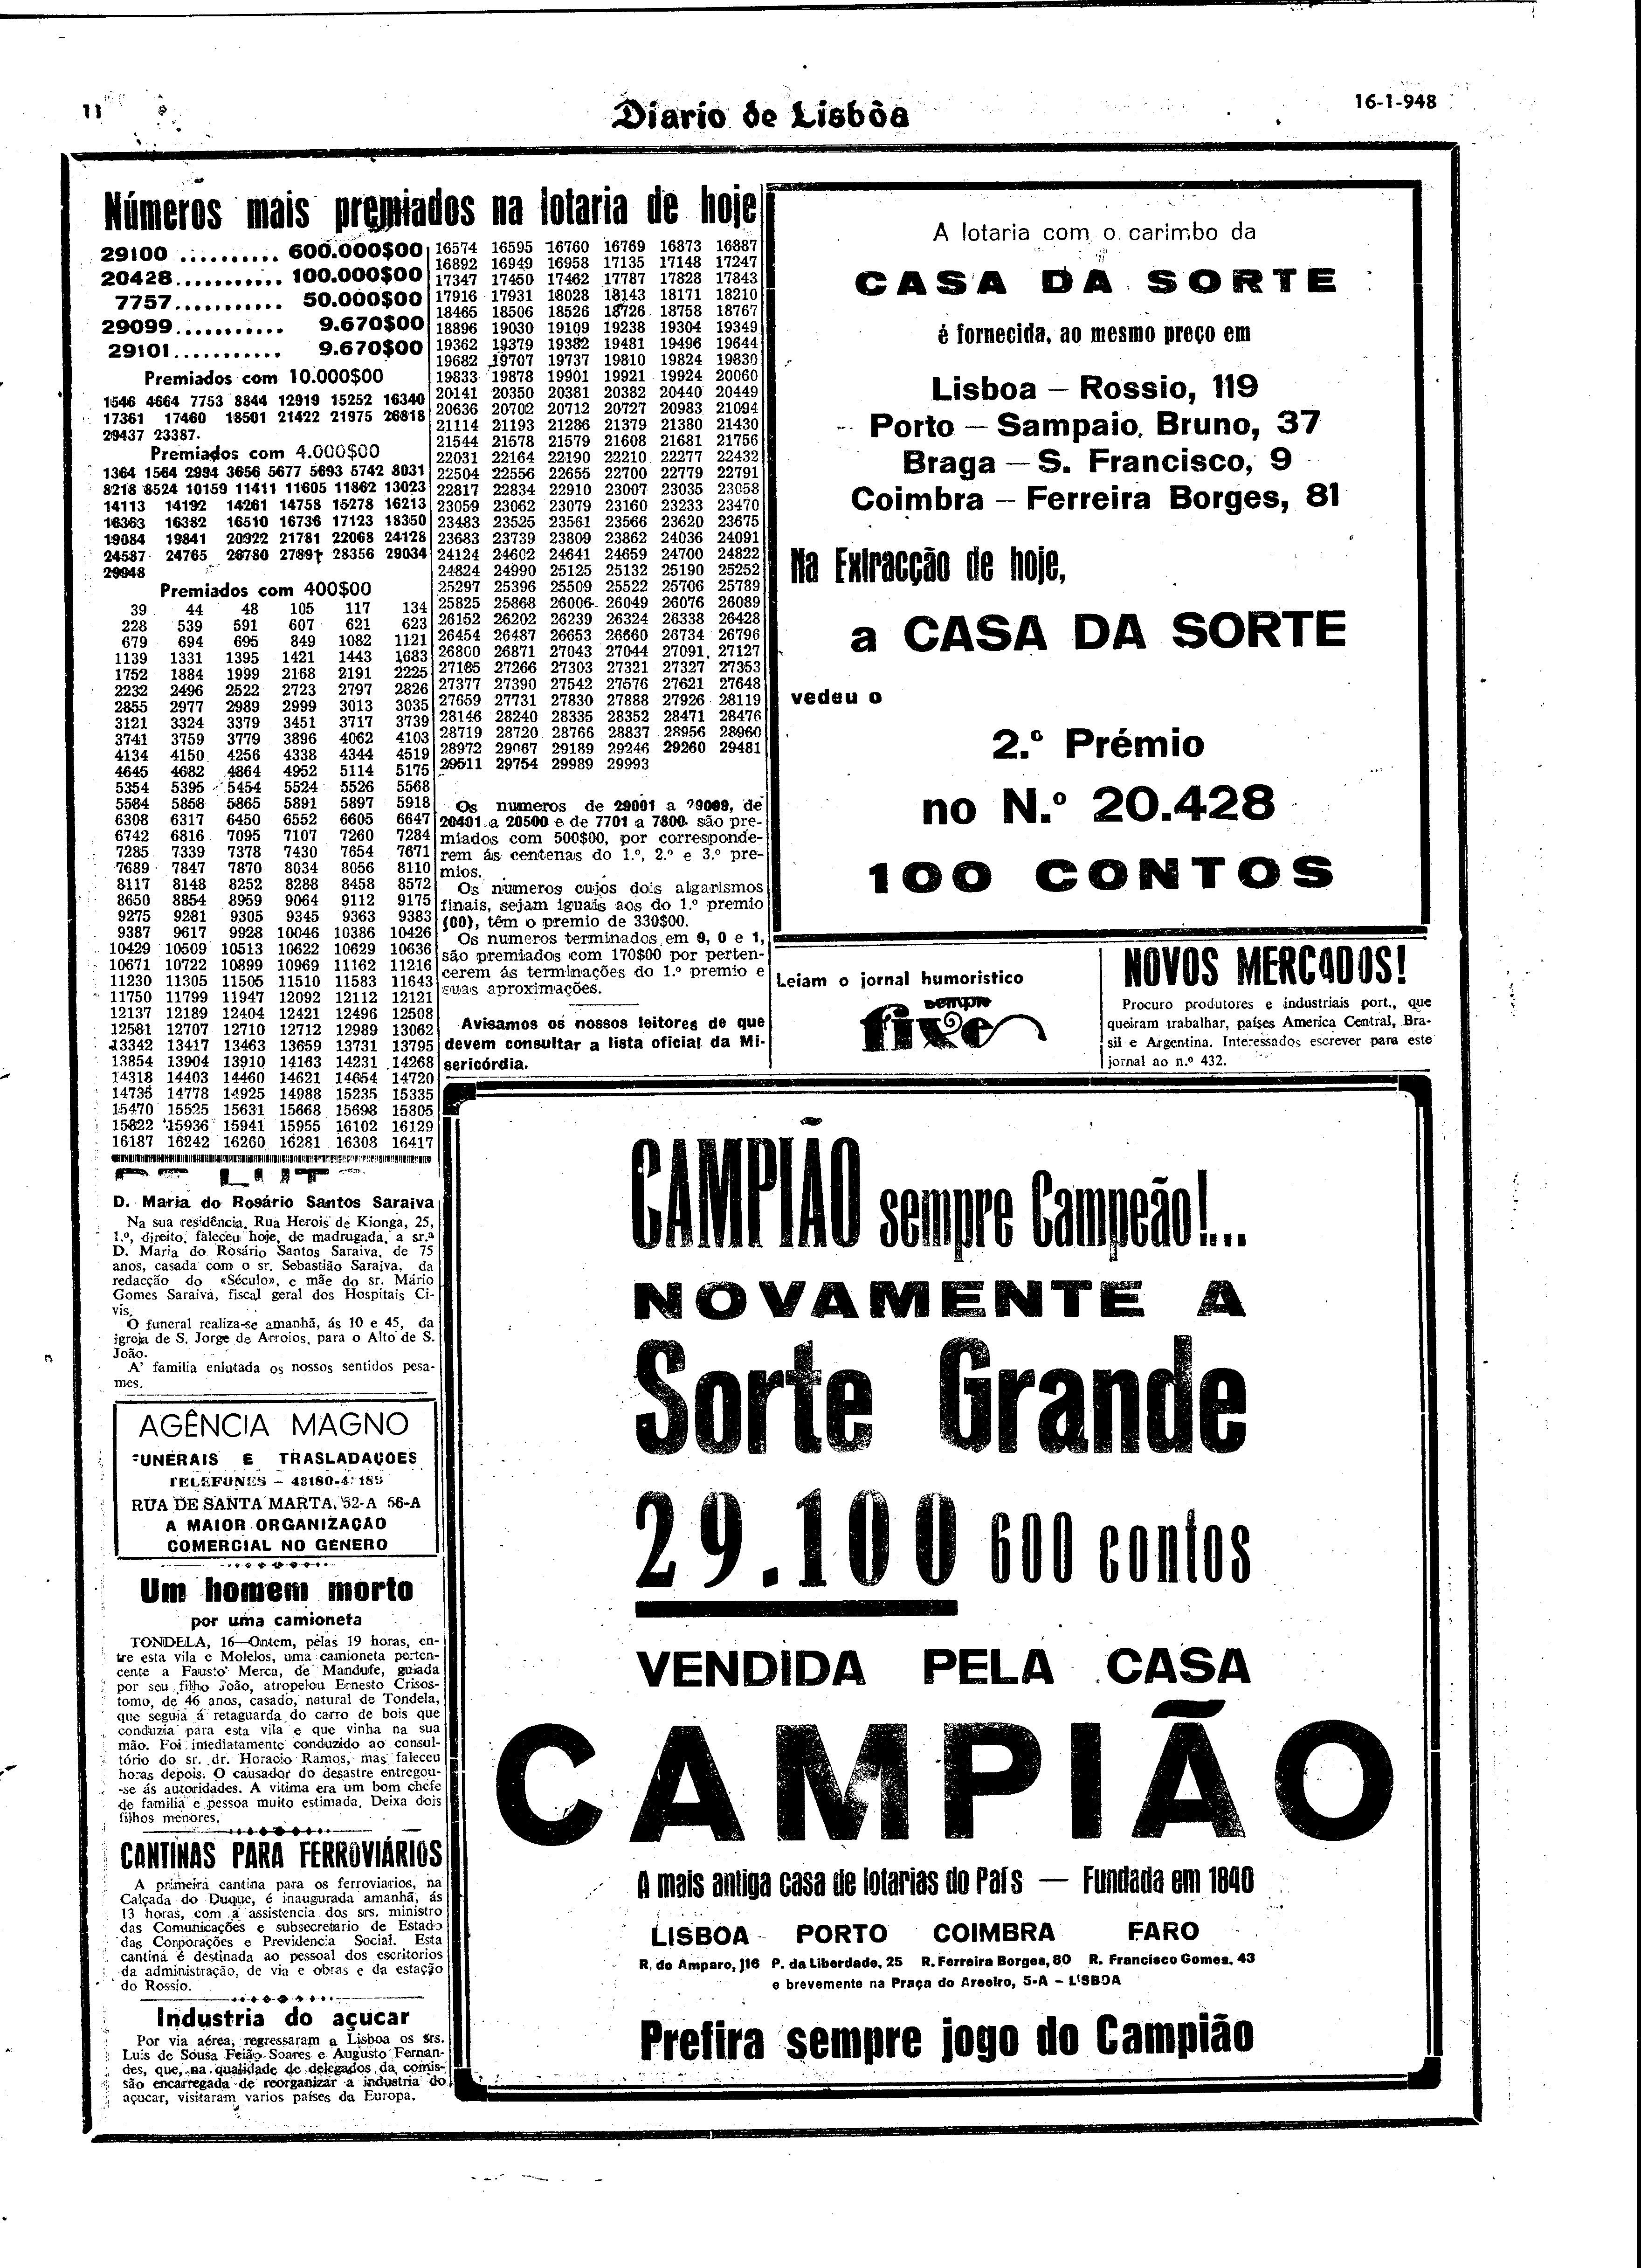 11
Diario de Lisbôa
16-1-948
Números mais premiados na lotaria de hoje
29100 .......... 600.000$00
20428........... 100.000$00
7757........... 50.000$00
29099........... 9.670$00
29101........... 9.670$00
Premiados com 10.000$00
1546 4664 7753 8844 12919 15252 16340
17361 17460 18501 21422 21975 26818
29437 23387.
Premiados com 4.000$00
1364 1564 2994 3656 5677 5693 5742 8031
8218 8524 10159 11411 11605 11862 13023
14113 14192 14261 14758 15278 16213
16363 16382 16510 16736 17123 18350
19084 19841 20922 21781 22068 24128
24587 24765 26780 27891 28356 29034
29948
Premiados com 400$00
39 44 48 105 117 134
228 539 591 607 621 623
679 694 695 849 1082 1121
1139 1331 1395 1421 1443 1683
1752 1884 1999 2168 2191 2225
2232 2496 2522 2723 2797 2826
2855 2977 2989 2999 3013 3035
3121 3324 3379 3451 3717 3739
3741 3759 3779 3896 4062 4103
4134 4150 4256 4338 4344 4519
4645 4682 4864 4952 5114 5175
5354 5395 5454 5524 5526 5568
5584 5858 5865 5891 5897 5918
6308 6317 6450 6552 6605 6647
6742 6816 7095 7107 7260 7284
7285 7339 7378 7430 7654 7671
7689 7847 7870 8034 8056 8110
8117 8148 8252 8288 8458 8572
8650 8854 8959 9064 9112 9175
9275 9281 9305 9345 9363 9383
9387 9617 9928 10046 10386 10426
10429 10509 10513 10622 10629 10636
10671 10722 10899 10969 11162 11216
11230 11305 11505 11510 11583 11643
11750 11799 11947 12092 12112 12121
12137 12189 12404 12421 12496 12508
12581 12707 12710 12712 12989 13062
13342 13417 13463 13659 13731 13795
13854 13904 13910 14163 14231 14268
14318 14403 14460 14621 14654 14720
14735 14778 14925 14988 15235 15335
15470 15525 15631 15668 15698 15805
15822 15936 15941 15955 16102 16129
16187 16242 16260 16281 16308 16417
16574 16595 16760 16769 16873 16887
16892 16949 16958 17135 17148 17247
17347 17450 17462 17787 17828 17843
17916 17931 18028 18143 18171 18210
18465 18506 18526 18726 18758 18767
18896 19030 19109 19238 19304 19349
19362 19379 19382 19481 19496 19644
19682 19707 19737 19810 19824 19830
19833 19878 19901 19921 19924 20060
20141 20350 20381 20382 20440 20449
20636 20702 20712 20727 20983 21094
21114 21193 21286 21379 21380 21430
21544 21578 21579 21608 21681 21756
22031 22164 22190 22210 22277 22432
22504 22556 22655 22700 22779 22791
22817 22834 22910 23007 23035 23058
23059 23062 23079 23160 23233 23470
23483 23525 23561 23566 23620 23675
23683 23739 23809 23862 24036 24091
24124 24602 24641 24659 24700 24822
24824 24990 25125 25132 25190 25252
25297 25396 25509 25522 25706 25789
25825 25868 26006 26049 26076 26089
26152 26202 26239 26324 26338 26428
26454 26487 26653 26660 26734 26796
26800 26871 27043 27044 27091 27127
27185 27266 27303 27321 27327 27353
27377 27390 27542 27576 27621 27648
27659 27731 27830 27888 27926 28119
28146 28240 28335 28352 28471 28476
28719 28720 28766 28837 28956 28960
28972 29067 29189 29246 29260 29481
29511 29754 29989 29993
Os numeros de 29001 a 29099, de
20401 a 20500 e de 7701 a 7800 são pre-
miados com 500$00, por corresponde-
rem ás centenas do 1.º, 2.º e 3.º pre-
mios.
Os números cujos dois algarismos
finais, sejam iguais aos do 1.º premio
(00), têm o premio de 330$00.
Os numeros terminados em 9, 0 e 1,
são premiados com 170$00 por perten-
cerem ás terminações do 1.º premio e
suas aproximações.
Avisamos os nossos leitores de que
devem consultar a lista oficial da Mi-
sericórdia.
A lotaria com o carimbo da
CASA DA SORTE
é fornecida, ao mesmo preço em
Lisboa — Rossio, 119
Porto — Sampaio Bruno, 37
Braga — S. Francisco, 9
Coimbra — Ferreira Borges, 81
Na Extracção de hoje,
a CASA DA SORTE
vedeu o
2.º Prémio
no N.º 20.428
100 CONTOS
Leiam o jornal humoristico
sempre
fixe
NOVOS MERCADOS!
Procuro produtores e industriais port., que
queiram trabalhar, países America Central, Bra-
sil e Argentina. Interessados escrever para este
jornal ao n.º 432.
D. Maria do Rosário Santos Saraiva
Na sua residência, Rua Herois de Kionga, 25,
1.º, direito, faleceu hoje, de madrugada, a sr.ª
D. Maria do Rosário Santos Saraiva, de 75
anos, casada com o sr. Sebastião Saraiva, da
redacção do «Século», e mãe do sr. Mário
Gomes Saraiva, fiscal geral dos Hospitais Ci-
vis.
O funeral realiza-se amanhã, ás 10 e 45, da
igreja de S. Jorge de Arroios, para o Alto de S.
João.
A' familia enlutada os nossos sentidos pesa-
mes.
AGÊNCIA MAGNO
FUNERAIS E TRASLADAÇOES
TELEFONES —
RUA DE SANTA MARTA, 52-A 56-A
A MAIOR ORGANIZAÇAO
COMERCIAL NO GÉNERO
Um homem morto
por uma camioneta
TONDELA, 16—Ontem, pelas 19 horas, en-
tre esta vila e Molelos, uma camioneta perten-
cente a Fausto Merca, de Mandufe, guiada
por seu filho João, atropelou Ernesto Crisos-
tomo, de 46 anos, casado, natural de Tondela,
que seguia á retaguarda do carro de bois que
conduzia para esta vila e que vinha na sua
mão. Foi imediatamente conduzido ao consul-
tório do sr. dr. Horacio Ramos, mas faleceu
horas depois. O causador do desastre entregou-
-se ás autoridades. A vitima era um bom chefe
de familia e pessoa muito estimada. Deixa dois
filhos menores.
CANTINAS PARA FERROVIÁRIOS
A primeira cantina para os ferroviarios, na
Calçada do Duque, é inaugurada amanhã, ás
13 horas, com a assistencia dos srs. ministro
das Comunicações e subsecretario de Estado
das Corporações e Previdencia Social. Esta
cantina é destinada ao pessoal dos escritorios
da administração, de via e obras e da estação
do Rossio.
Industria do açucar
Por via aérea, regressaram a Lisboa os srs.
Luis de Sousa Feião Soares e Augusto Fernan-
des, que, na qualidade de delegados da comis-
são encarregada de reorganizar a industria do
açucar, visitaram varios países da Europa.
CAMPIÃO sempre Campeão!...
NOVAMENTE A
Sorte Grande
29.100 600 contos
VENDIDA PELA CASA
CAMPIÃO
A mais antiga casa de lotarias do País — Fundada em 1840
LISBOA PORTO COIMBRA FARO
R. do Amparo, 116 P. da Liberdade, 25 R. Ferreira Borges, 80 R. Francisco Gomes, 43
e brevemente na Praça do Areeiro, 5-A — LISBOA
Prefira sempre jogo do Campião